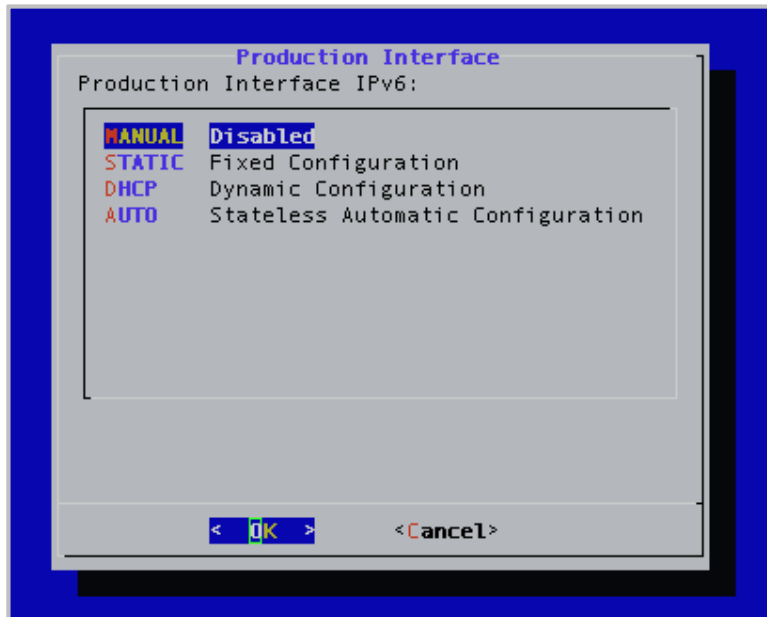 Production Interface
Production Interface IPv6:
MANUAL Disabled
STATIC Fixed Configuration
DHCP Dynamic Configuration
AUTO Stateless Automatic Configuration
< OK > <Cancel>